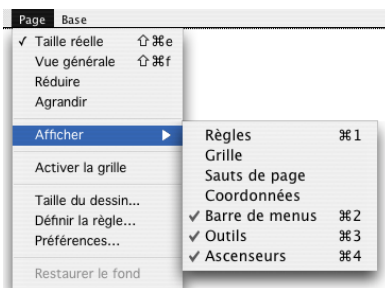 Page Base
✓ Taille réelle ⇧⌘e
Vue générale ⇧⌘f
Réduire
Agrandir
Afficher ▶
Règles ⌘1
Grille
Sauts de page
Coordonnées
✓ Barre de menus ⌘2
✓ Outils ⌘3
✓ Ascenseurs ⌘4
Activer la grille
Taille du dessin...
Définir la règle...
Préférences...
Restaurer le fond